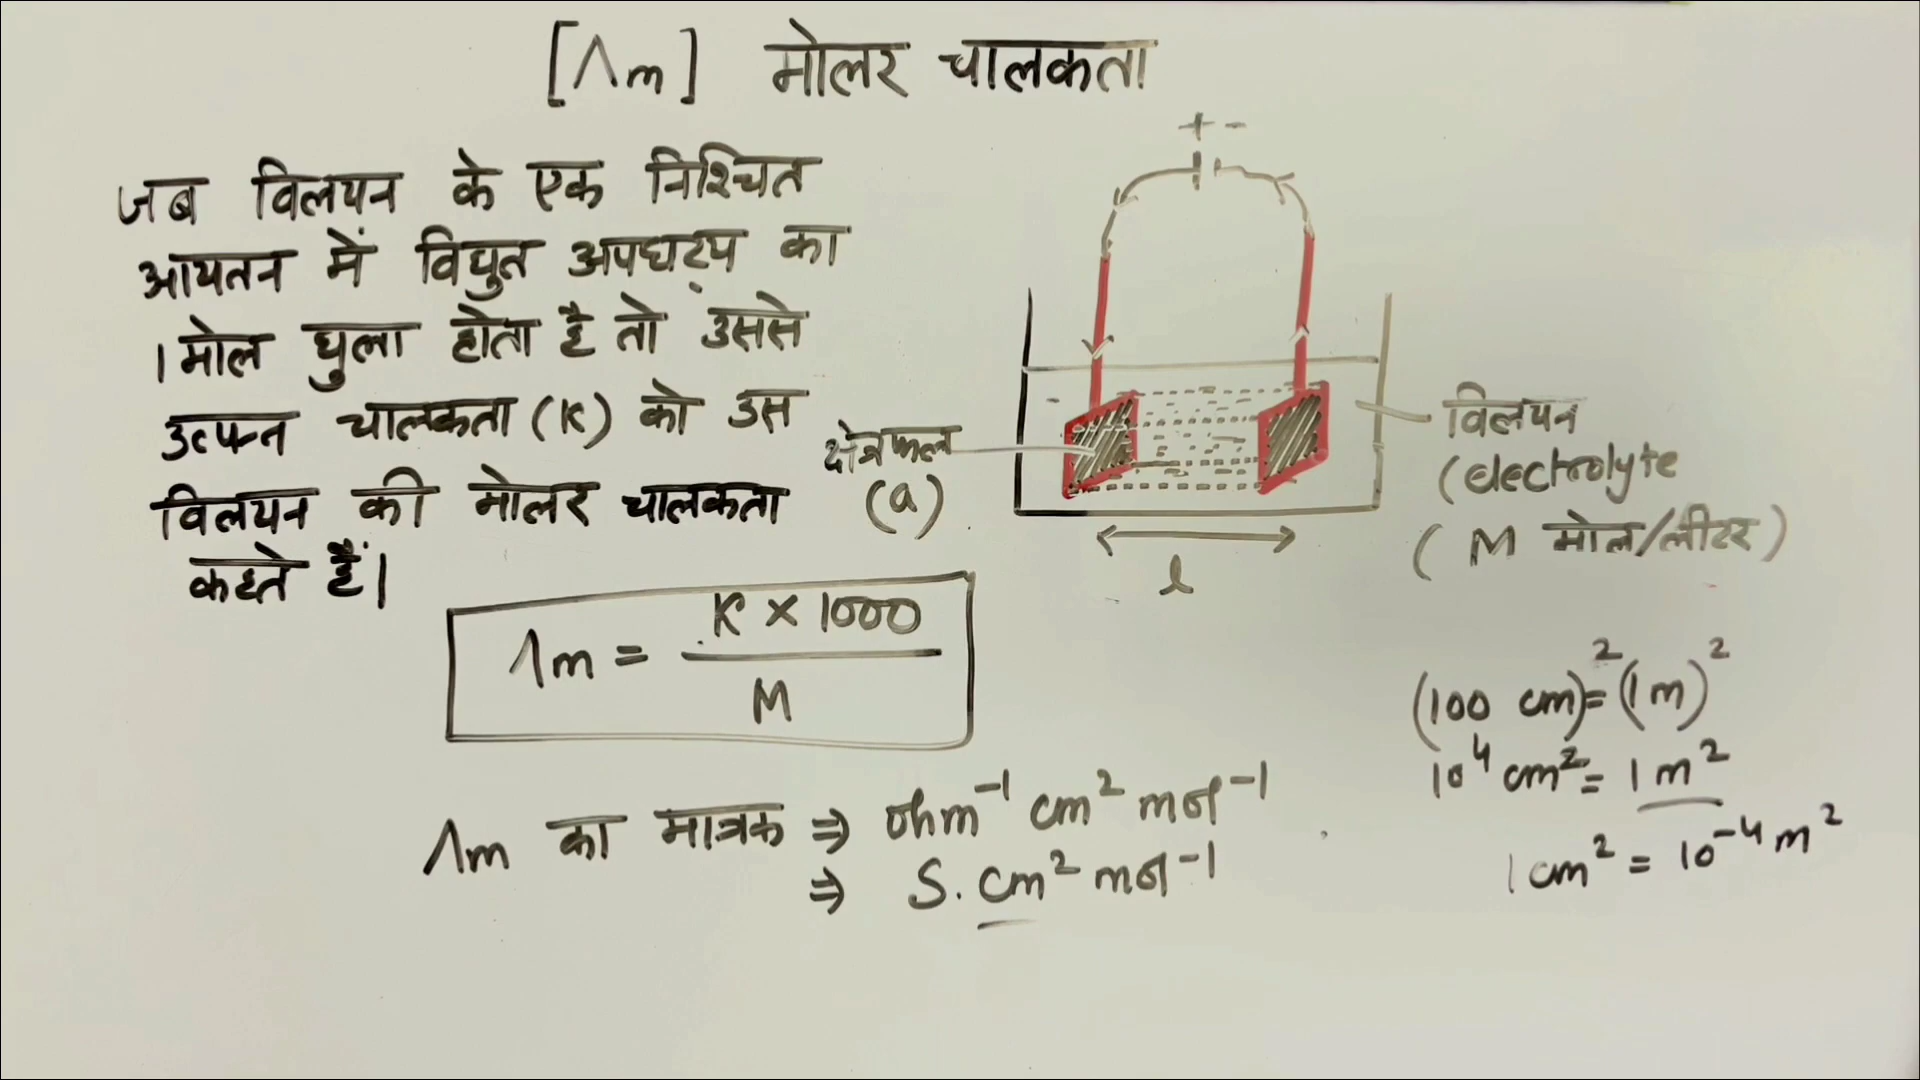 [Λm] मोलर चालकता
जब विलयन के एक निश्चित
आयतन में विद्युत अपघट्य का
1 मोल घुला होता है तो उससे
उत्पन्न चालकता (K) को उस
विलयन की मोलर चालकता
कहते हैं।
+ -
क्षेत्रफल
(a)
l
विलयन
(electrolyte
( M मोल/लीटर)
Λm = K × 1000
M
(100 cm)² = (1 m)²
10⁴ cm² = 1 m²
1 cm² = 10⁻⁴ m²
Λm का मात्रक ⇒ ohm⁻¹ cm² mol⁻¹
⇒ S. cm² mol⁻¹